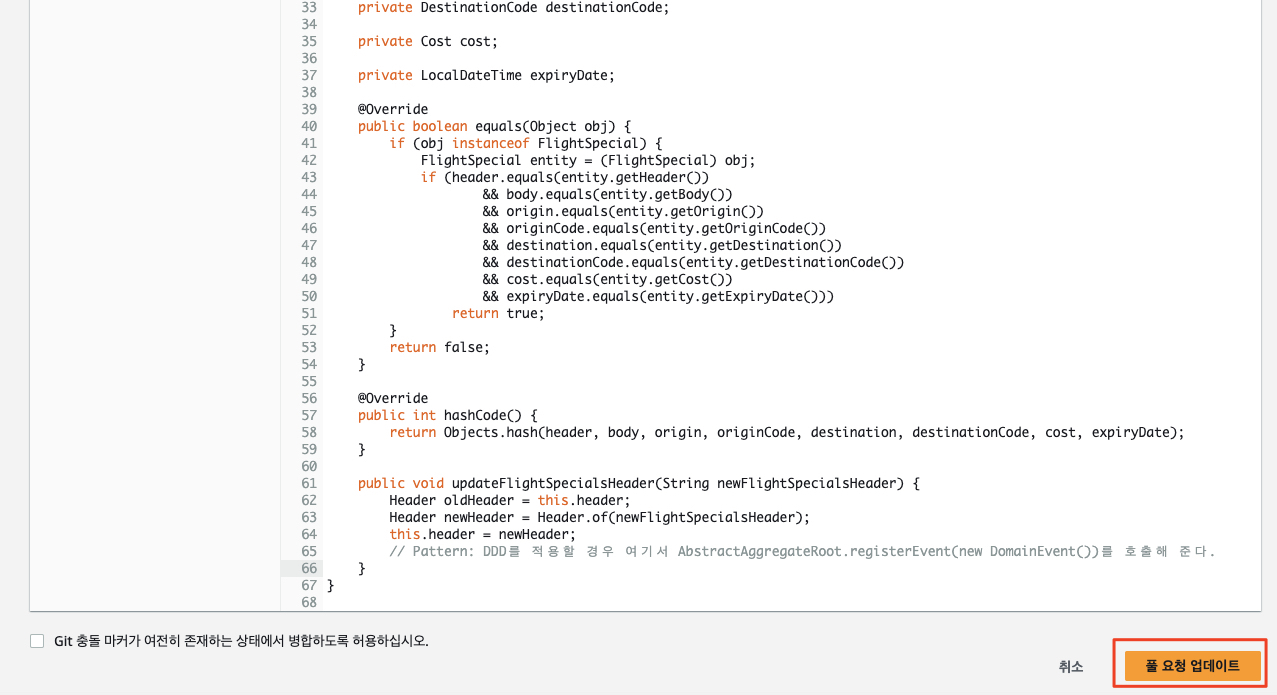 33    private DestinationCode destinationCode;
34
35    private Cost cost;
36
37    private LocalDateTime expiryDate;
38
39    @Override
40    public boolean equals(Object obj) {
41        if (obj instanceof FlightSpecial) {
42            FlightSpecial entity = (FlightSpecial) obj;
43            if (header.equals(entity.getHeader())
44                    && body.equals(entity.getBody())
45                    && origin.equals(entity.getOrigin())
46                    && originCode.equals(entity.getOriginCode())
47                    && destination.equals(entity.getDestination())
48                    && destinationCode.equals(entity.getDestinationCode())
49                    && cost.equals(entity.getCost())
50                    && expiryDate.equals(entity.getExpiryDate()))
51                return true;
52        }
53        return false;
54    }
55
56    @Override
57    public int hashCode() {
58        return Objects.hash(header, body, origin, originCode, destination, destinationCode, cost, expiryDate);
59    }
60
61    public void updateFlightSpecialsHeader(String newFlightSpecialsHeader) {
62        Header oldHeader = this.header;
63        Header newHeader = Header.of(newFlightSpecialsHeader);
64        this.header = newHeader;
65        // Pattern: DDD를 적용할 경우 여기서 AbstractAggregateRoot.registerEvent(new DomainEvent())를 호출해 준다.
66    }
67 }
68
Git 충돌 마커가 여전히 존재하는 상태에서 병합하도록 허용하십시오.
취소
풀 요청 업데이트